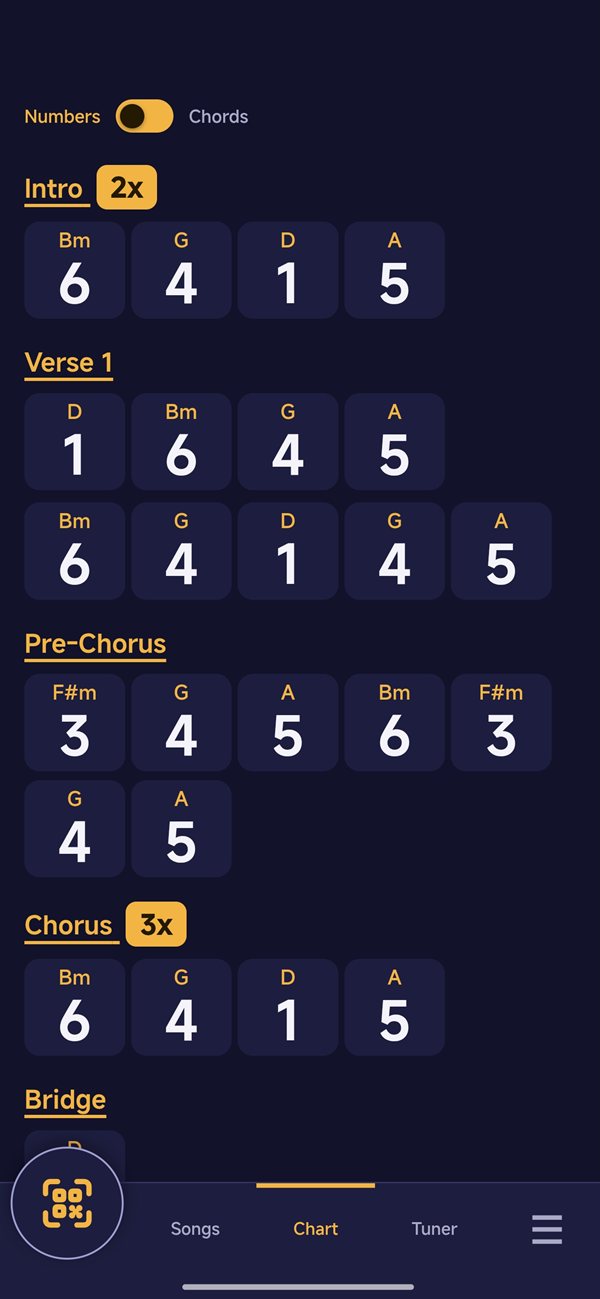 Numbers Chords
Intro 2x
Bm G D A
6 4 1 5
Verse 1
D Bm G A
1 6 4 5
Bm G D G A
6 4 1 4 5
Pre-Chorus
F#m G A Bm F#m
3 4 5 6 3
G A
4 5
Chorus 3x
Bm G D A
6 4 1 5
Bridge
Songs Chart Tuner